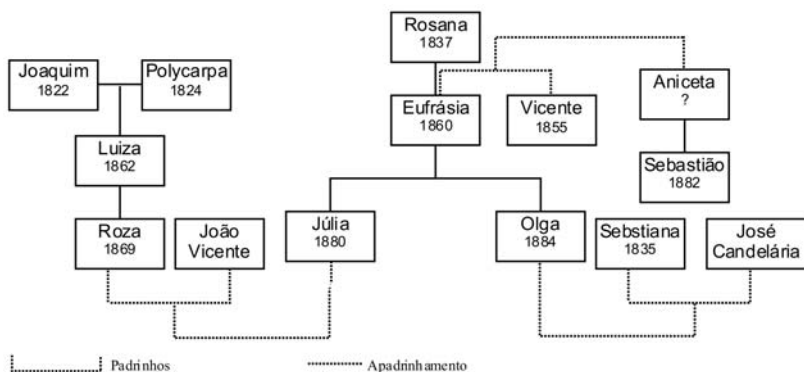 Rosana
1837
Joaquim
1822
Polycarpa
1824
Aniceta
?
Eufrásia
1860
Vicente
1855
Luiza
1862
Sebastião
1882
Roza
1869
João
Vicente
Júlia
1880
Olga
1884
Sebstiana
1835
José
Candelária
Padrinhos
Apadrinhamento